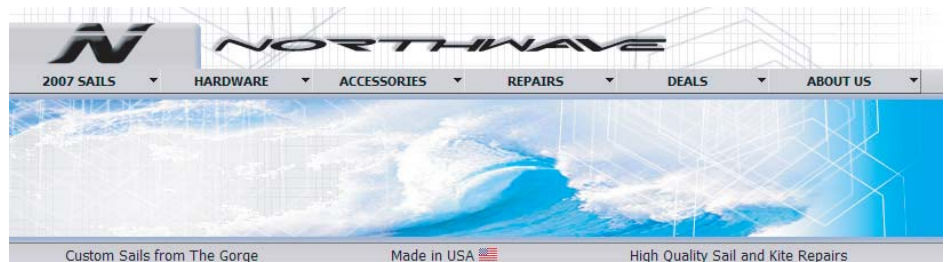 N NORTHWAVE
2007 SAILS HARDWARE ACCESSORIES REPAIRS DEALS ABOUT US
Custom Sails from The Gorge Made in USA High Quality Sail and Kite Repairs